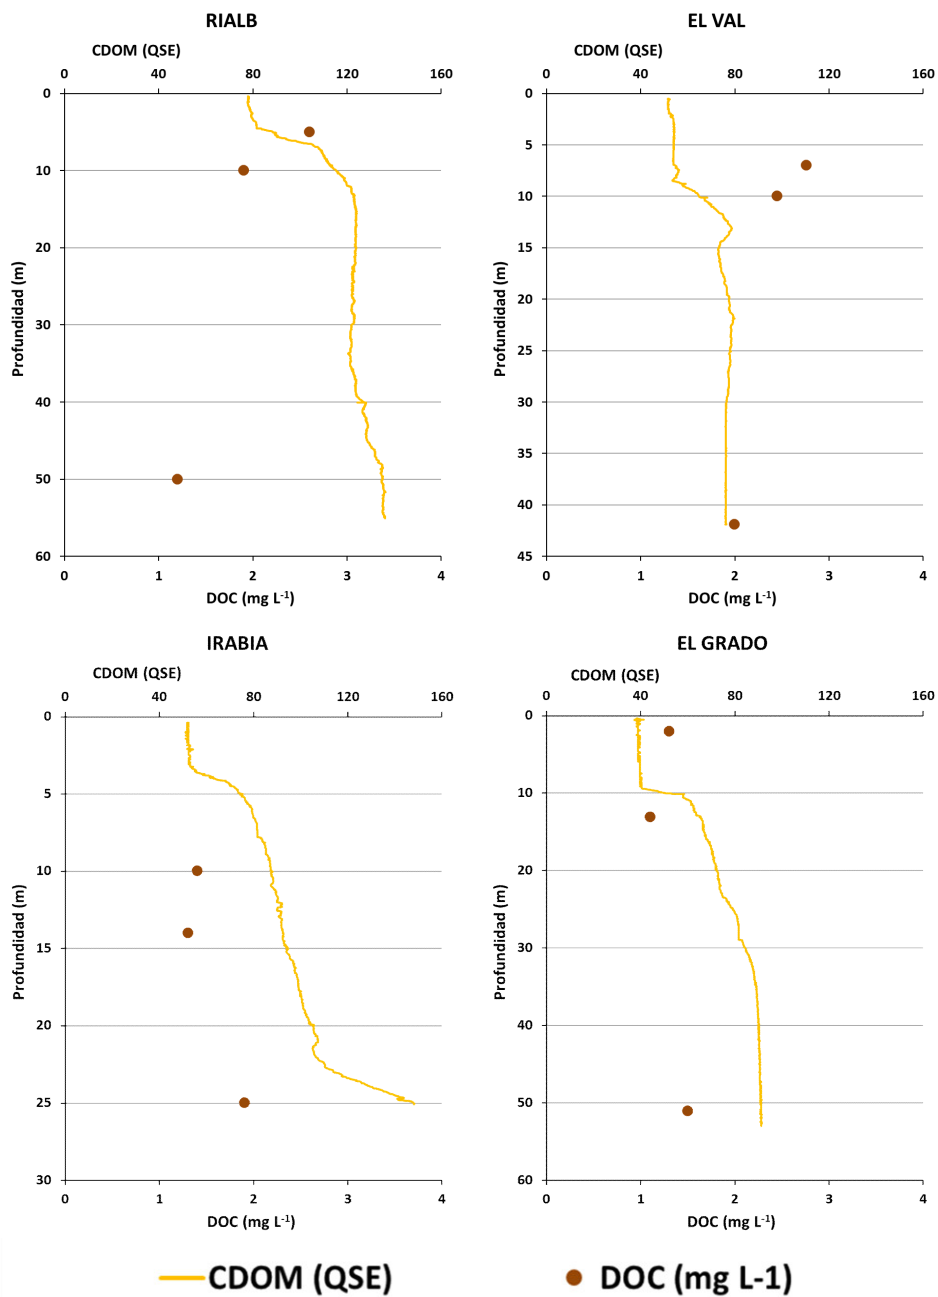 RIALB
CDOM (QSE)
0 40 80 120 160
0
10
20
30
40
50
60
Profundidad (m)
0 1 2 3 4
DOC (mg L-1)
EL VAL
CDOM (QSE)
0 40 80 120 160
0
5
10
15
20
25
30
35
40
45
Profundidad (m)
0 1 2 3 4
DOC (mg L-1)
IRABIA
CDOM (QSE)
0 40 80 120 160
0
5
10
15
20
25
30
Profundidad (m)
0 1 2 3 4
DOC (mg L-1)
EL GRADO
CDOM (QSE)
0 40 80 120 160
0
10
20
30
40
50
60
Profundidad (m)
0 1 2 3 4
DOC (mg L-1)
CDOM (QSE) DOC (mg L-1)